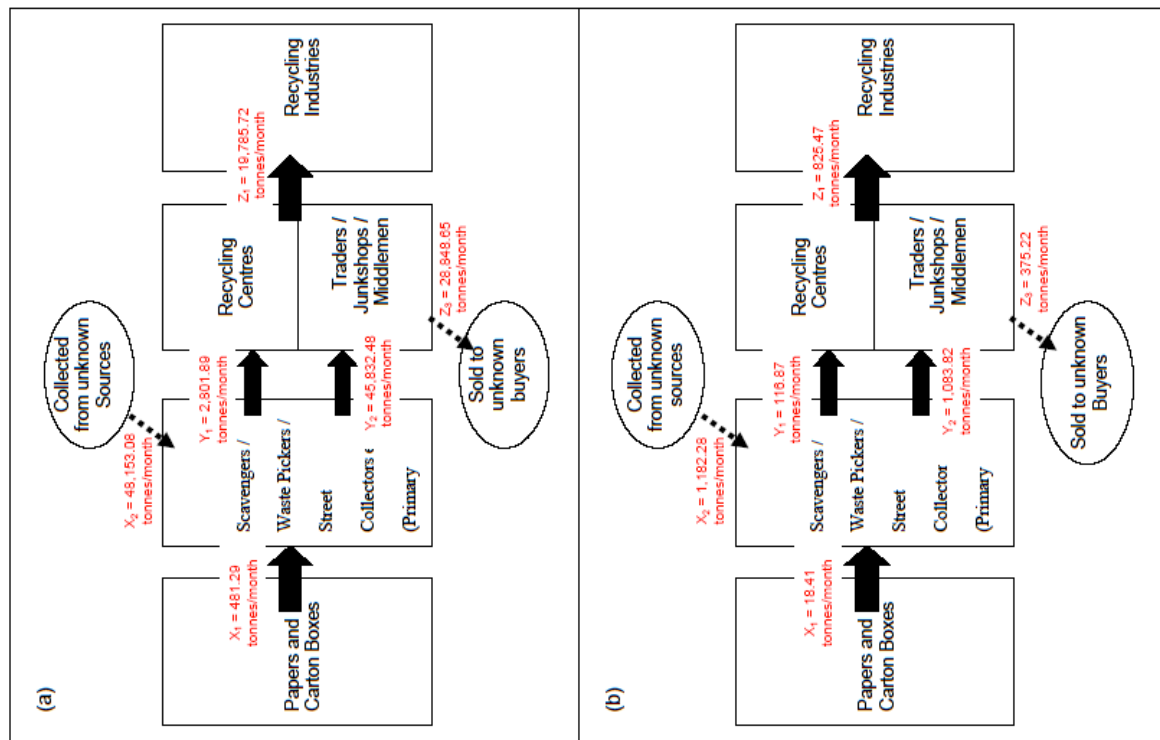 (a)
Papers and
Carton Boxes
X₁ = 481.29
tonnes/month
X₂ = 48,153.08
tonnes/month
Collected
from unknown
Sources
Scavengers /
Waste Pickers /
Street
Collectors є
(Primary
Y₁ = 2,801.89
tonnes/month
Y₂ = 45,832.48
tonnes/month
Recycling
Centres
Traders /
Junkshops /
Middlemen
Z₃ = 28,848.65
tonnes/month
Sold to
unknown
buyers
Z₁ = 19,785.72
tonnes/month
Recycling
Industries
(b)
Papers and
Carton Boxes
X₁ = 18.41
tonnes/month
X₂ = 1,182.28
tonnes/month
Collected
from unknown
sources
Scavengers /
Waste Pickers /
Street
Collector
(Primary
Y₁ = 116.87
tonnes/month
Y₂ = 1,083.82
tonnes/month
Recycling
Centres
Traders /
Junkshops /
Middlemen
Z₃ = 375.22
tonnes/month
Sold to unknown
Buyers
Z₁ = 825.47
tonnes/month
Recycling
Industries